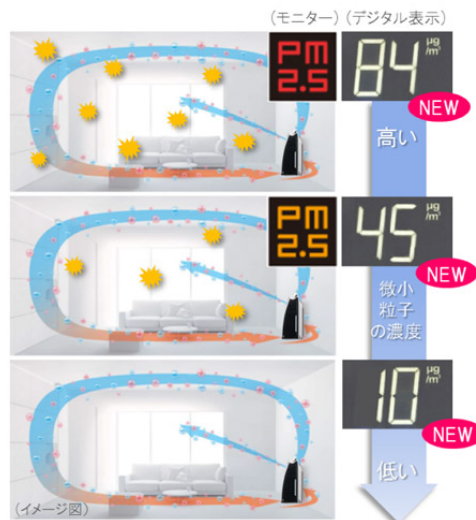 (モニター) (デジタル表示)
PM
2.5
84 μg/m³
NEW
高い
PM
2.5
45 μg/m³
NEW
微小
粒子
の濃度
10 μg/m³
NEW
低い
(イメージ図)